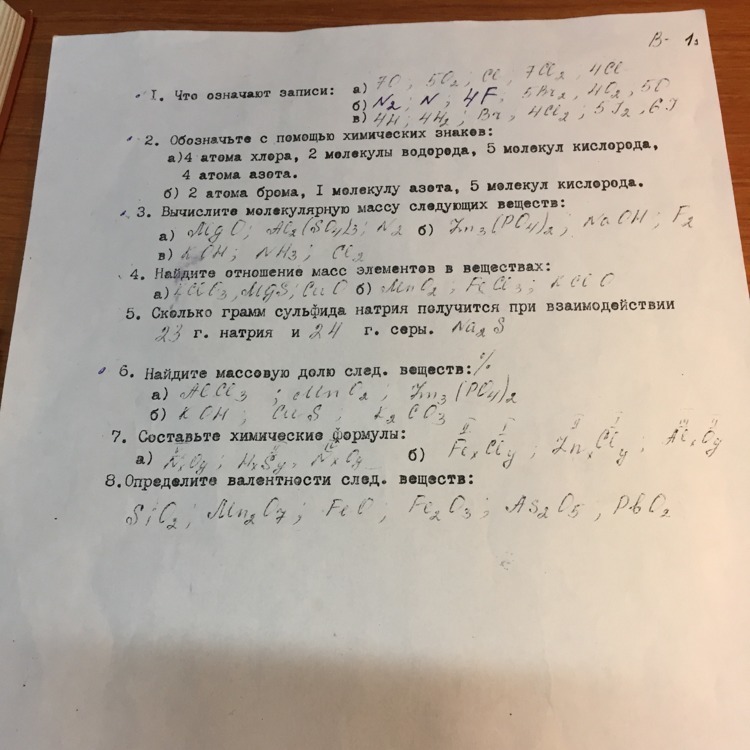 В- 1э
1. Что означают записи: а) 7O; 5O2; Cl; 7Cl2; 4Cl
б) N2; N; 4F; 5Br2, 4O2, 5O
в) 4H; 4H2; Br, 4Cl2; 5I2, 6I
2. Обозначьте с помощью химических знаков:
а)4 атома хлора, 2 молекулы водорода, 5 молекул кислорода,
4 атома азота.
б) 2 атома брома, I молекулу азота, 5 молекул кислорода.
3. Вычислите молекулярную массу следующих веществ:
а) MgO; Al2(SO4)3; N2 б) Zn3(PO4)2; NaOH; F2
в) KOH; NH3; Cl2
4. Найдите отношение масс элементов в веществах:
а) KClO3, MgS; CuO б) MnO2; FeCl3; KClO
5. Сколько грамм сульфида натрия получится при взаимодействии
23 г. натрия и 24 г. серы. Na2S
6. Найдите массовую долю след. веществ: %
а) AlCl3; MnO2; Zn3(PO4)2
б) KOH; CuS; K2CO3
7. Составьте химические формулы:
а) NxOy; HxSy, NxOy б) FexCly; ZnxCly; AlxOy
8.Определите валентности след. веществ:
SiO2; Mn2O7; FeO; Fe2O3; As2O5, PbO2